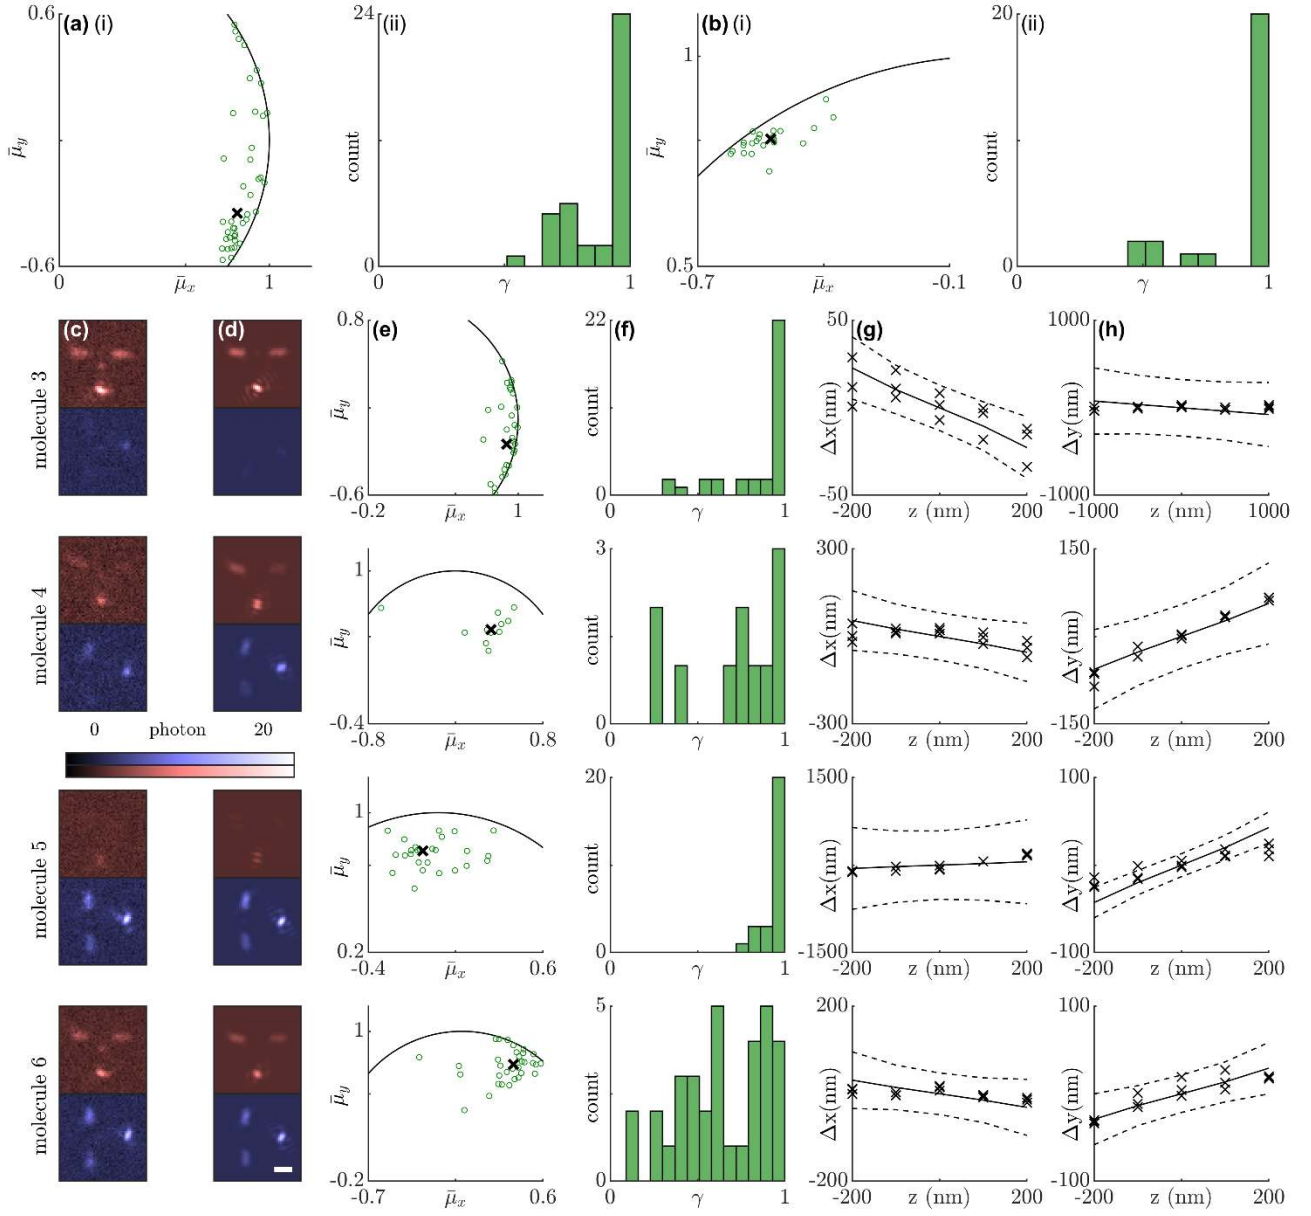 0.6 (a) (i) 24 (ii) (b) (i) 20 (ii)
1
μ̄y count μ̄y count
-0.6 0 0.5 0
0 μ̄x 1 0 γ 1 -0.7 μ̄x -0.1 0 γ 1
(c) (d) 0.8 (e) 22 (f) 50 (g) 1000 (h)
molecule 3 μ̄y count Δx(nm) Δy(nm)
-0.6 0 -50 -1000
-0.2 μ̄x 1 0 γ 1 -200 z (nm) 200 -1000 z (nm) 1000
1 3 300 150
molecule 4 μ̄y count Δx(nm) Δy(nm)
-0.4 0 -300 -150
-0.8 μ̄x 0.8 0 γ 1 -200 z (nm) 200 -200 z (nm) 200
0 photon 20
1 20 1500 100
molecule 5 μ̄y count Δx(nm) Δy(nm)
0.2 0 -1500 -100
-0.4 μ̄x 0.6 0 γ 1 -200 z (nm) 200 -200 z (nm) 200
1 5 200 100
molecule 6 μ̄y count Δx(nm) Δy(nm)
-0.2 0 -200 -100
-0.7 μ̄x 0.6 0 γ 1 -200 z (nm) 200 -200 z (nm) 200